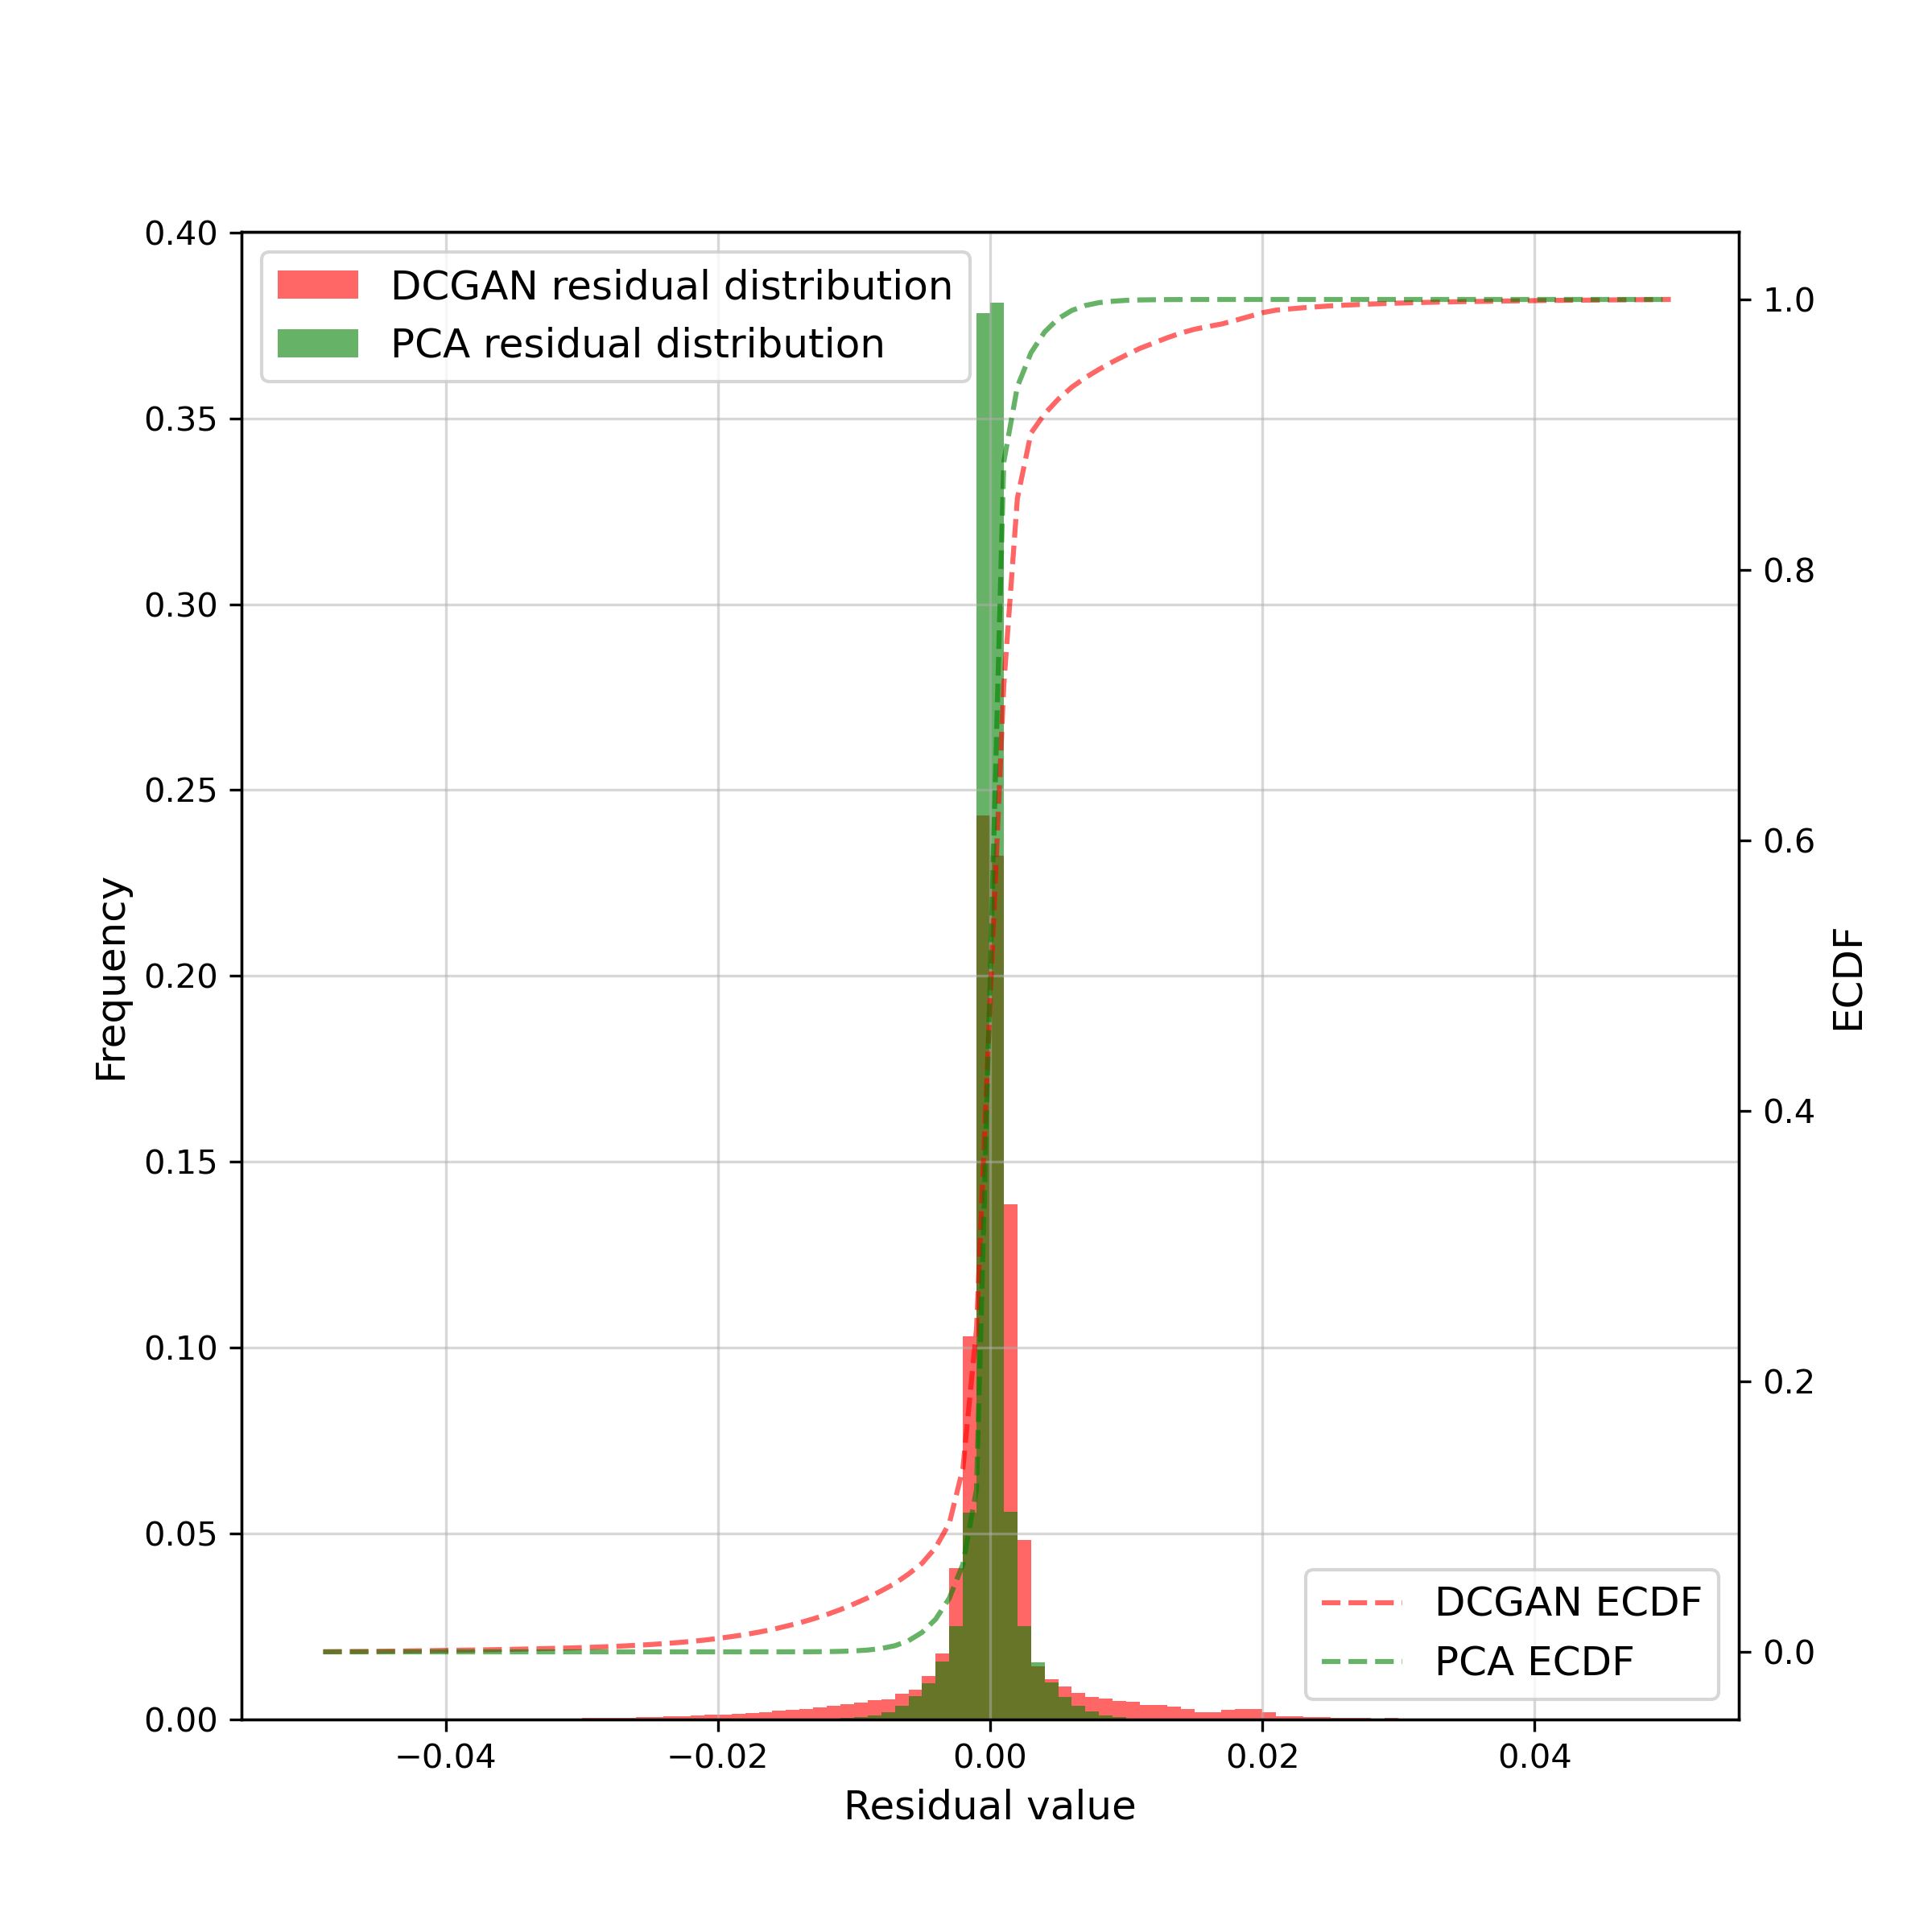 DCGAN residual distribution
PCA residual distribution
0.40
0.35
0.30
0.25
0.20
0.15
0.10
0.05
0.00
Frequency
1.0
0.8
0.6
0.4
0.2
0.0
ECDF
DCGAN ECDF
PCA ECDF
−0.04
−0.02
0.00
0.02
0.04
Residual value